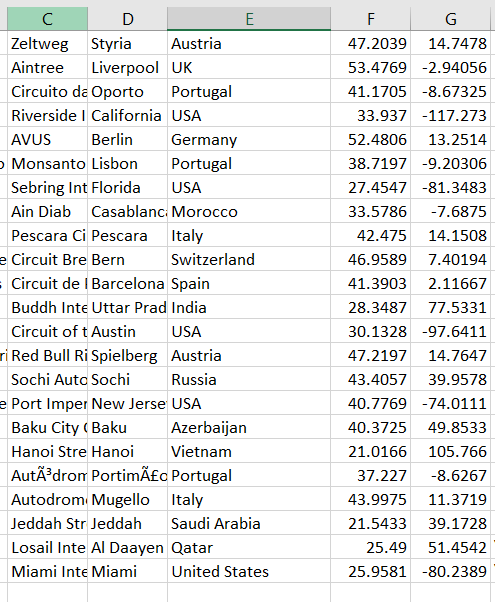 C D E F G
Zeltweg Styria Austria 47.2039 14.7478
Aintree Liverpool UK 53.4769 -2.94056
Circuito da Oporto Portugal 41.1705 -8.67325
Riverside I California USA 33.937 -117.273
AVUS Berlin Germany 52.4806 13.2514
Monsanto Lisbon Portugal 38.7197 -9.20306
Sebring Int Florida USA 27.4547 -81.3483
Ain Diab Casablanca Morocco 33.5786 -7.6875
Pescara Ci Pescara Italy 42.475 14.1508
Circuit Bre Bern Switzerland 46.9589 7.40194
Circuit de Barcelona Spain 41.3903 2.11667
Buddh Inte Uttar Prad India 28.3487 77.5331
Circuit of t Austin USA 30.1328 -97.6411
Red Bull Ri Spielberg Austria 47.2197 14.7647
Sochi Auto Sochi Russia 43.4057 39.9578
Port Imper New Jerse USA 40.7769 -74.0111
Baku City Baku Azerbaijan 40.3725 49.8533
Hanoi Stre Hanoi Vietnam 21.0166 105.766
AutÃ³drom PortimÃ£o Portugal 37.227 -8.6267
Autodromo Mugello Italy 43.9975 11.3719
Jeddah Str Jeddah Saudi Arabia 21.5433 39.1728
Losail Inte Al Daayen Qatar 25.49 51.4542
Miami Inte Miami United States 25.9581 -80.2389